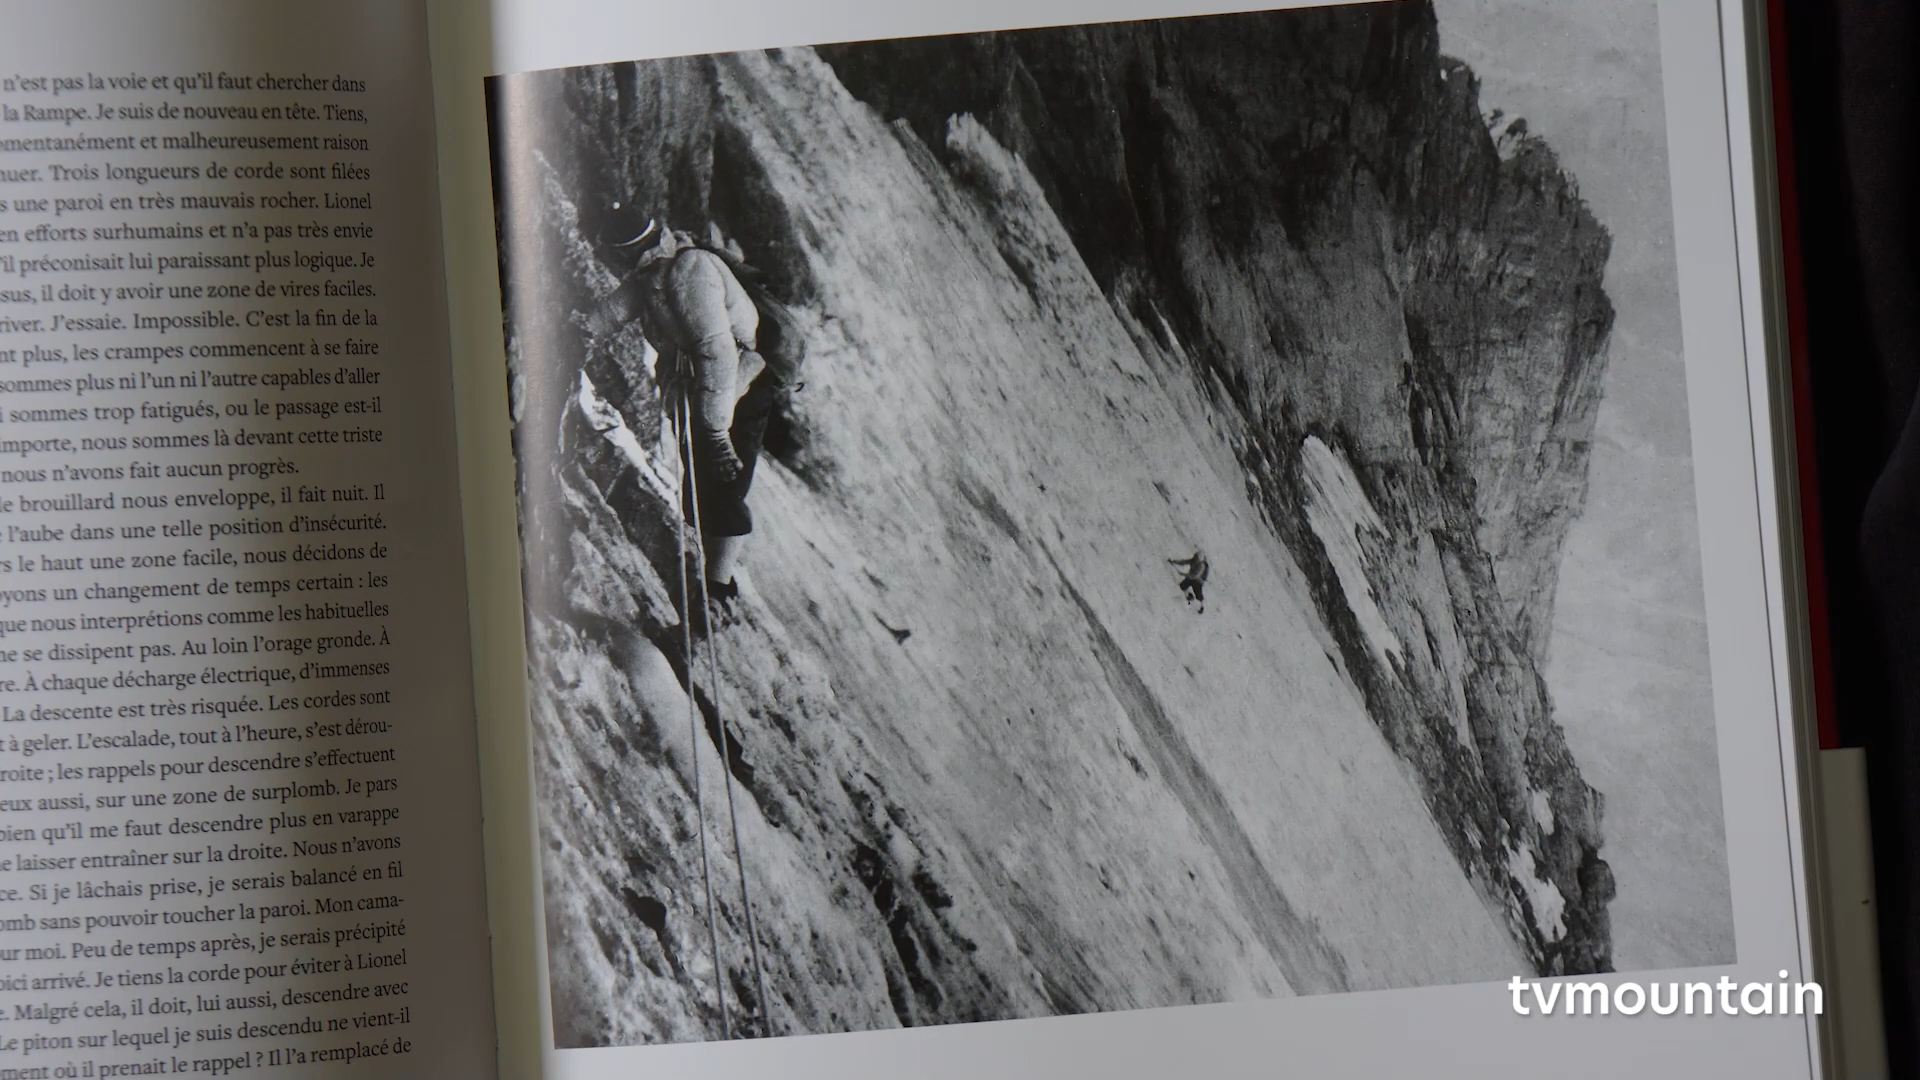 n'est pas la voie et qu'il faut chercher dans
la Rampe. Je suis de nouveau en tête. Tiens,
omentanément et malheureusement raison
nuer. Trois longueurs de corde sont filées
s une paroi en très mauvais rocher. Lionel
en efforts surhumains et n'a pas très envie
'il préconisait lui paraissant plus logique. Je
sus, il doit y avoir une zone de vires faciles.
river. J'essaie. Impossible. C'est la fin de la
nt plus, les crampes commencent à se faire
sommes plus ni l'un ni l'autre capables d'aller
i sommes trop fatigués, ou le passage est-il
importe, nous sommes là devant cette triste
nous n'avons fait aucun progrès.
le brouillard nous enveloppe, il fait nuit. Il
l'aube dans une telle position d'insécurité.
rs le haut une zone facile, nous décidons de
oyons un changement de temps certain : les
que nous interprétions comme les habituelles
ne se dissipent pas. Au loin l'orage gronde. À
re. À chaque décharge électrique, d'immenses
La descente est très risquée. Les cordes sont
t à geler. L'escalade, tout à l'heure, s'est dérou-
roite ; les rappels pour descendre s'effectuent
eux aussi, sur une zone de surplomb. Je pars
bien qu'il me faut descendre plus en varappe
e laisser entraîner sur la droite. Nous n'avons
ce. Si je lâchais prise, je serais balancé en fil
omb sans pouvoir toucher la paroi. Mon cama-
ur moi. Peu de temps après, je serais précipité
oici arrivé. Je tiens la corde pour éviter à Lionel
e. Malgré cela, il doit, lui aussi, descendre avec
Le piton sur lequel je suis descendu ne vient-il
ment où il prenait le rappel ? Il l'a remplacé de
tvmountain